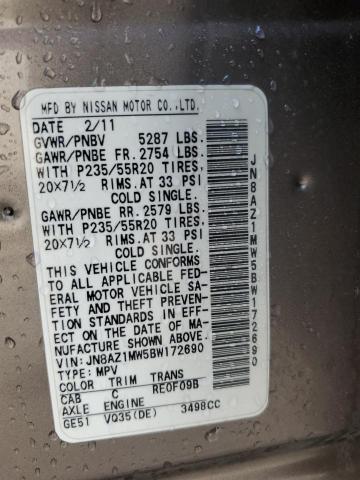 MFD BY NISSAN MOTOR CO.,LTD.
DATE 2/11
GVWR/PNBV 5287 LBS.
GAWR/PNBE FR. 2754 LBS.
WITH P235/55R20 TIRES,
20X7½ RIMS.AT 33 PSI
COLD SINGLE.
GAWR/PNBE RR. 2579 LBS.
WITH P235/55R20 TIRES,
20X7½ RIMS.AT 33 PSI
COLD SINGLE.
THIS VEHICLE CONFORMS
TO ALL APPLICABLE FED-
ERAL MOTOR VEHICLE SA-
FETY AND THEFT PREVEN-
TION STANDARDS IN EFF-
ECT ON THE DATE OF MA-
NUFACTURE SHOWN ABOVE.
VIN:JN8AZ1MW5BW172690
TYPE: MPV
COLOR TRIM TRANS
CAB C RE0F09B
AXLE ENGINE
GE51 VQ35(DE) 3498CC
JN8AZ1MW5BW172690